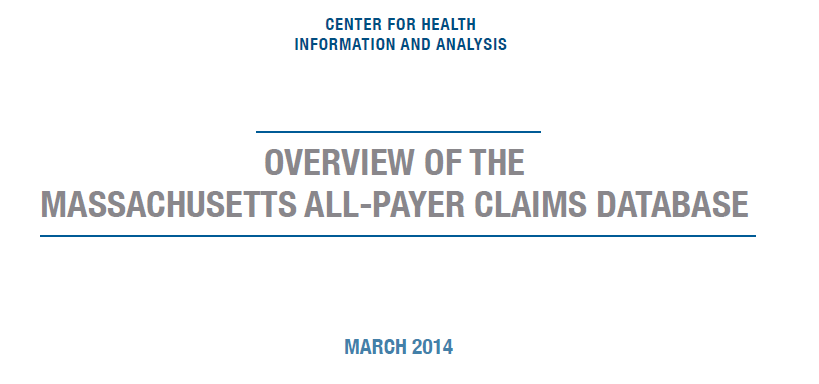 CENTER FOR HEALTH
INFORMATION AND ANALYSIS
OVERVIEW OF THE
MASSACHUSETTS ALL-PAYER CLAIMS DATABASE
MARCH 2014